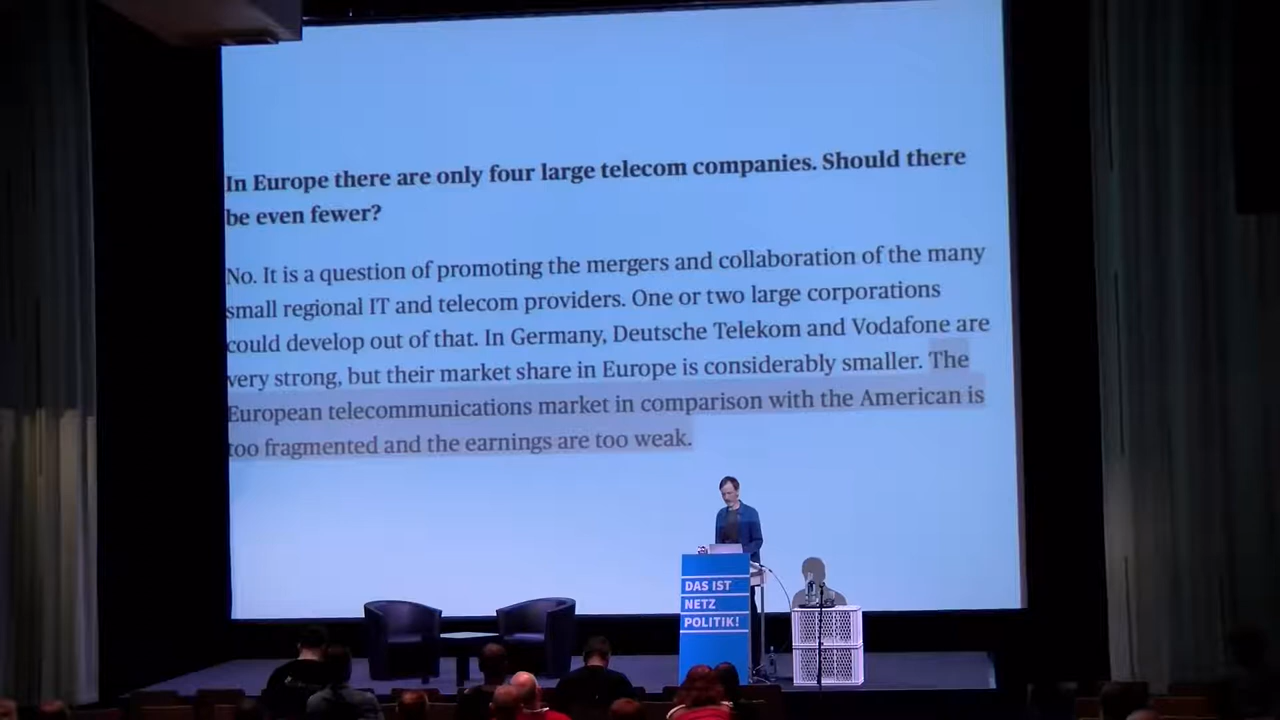 In Europe there are only four large telecom companies. Should there
be even fewer?
No. It is a question of promoting the mergers and collaboration of the many
small regional IT and telecom providers. One or two large corporations
could develop out of that. In Germany, Deutsche Telekom and Vodafone are
very strong, but their market share in Europe is considerably smaller. The
European telecommunications market in comparison with the American is
too fragmented and the earnings are too weak.
DAS IST
NETZ
POLITIK!